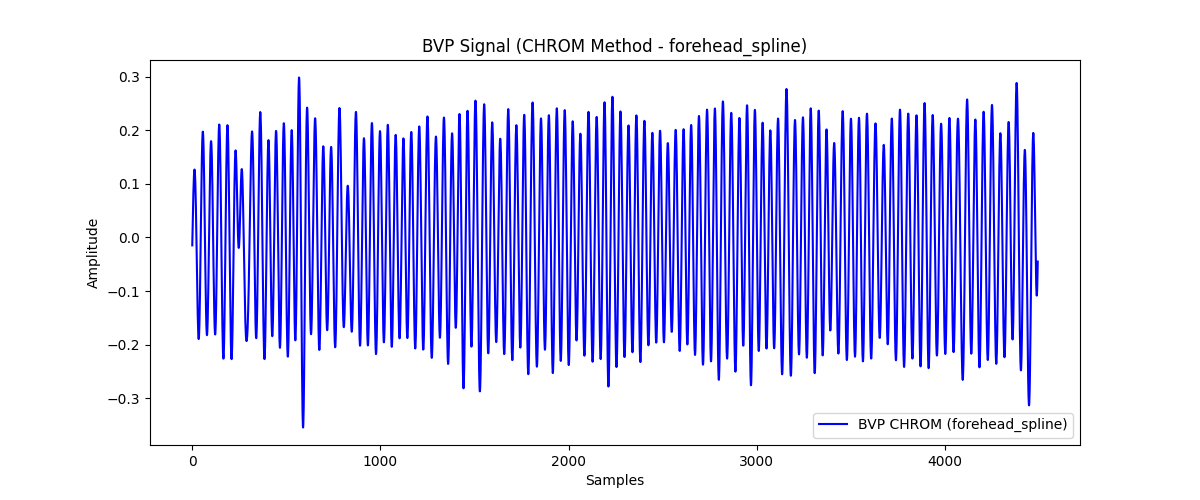 BVP Signal (CHROM Method - forehead_spline)
0.3
0.2
0.1
0.0
−0.1
−0.2
−0.3
Amplitude
BVP CHROM (forehead_spline)
0 1000 2000 3000 4000
Samples